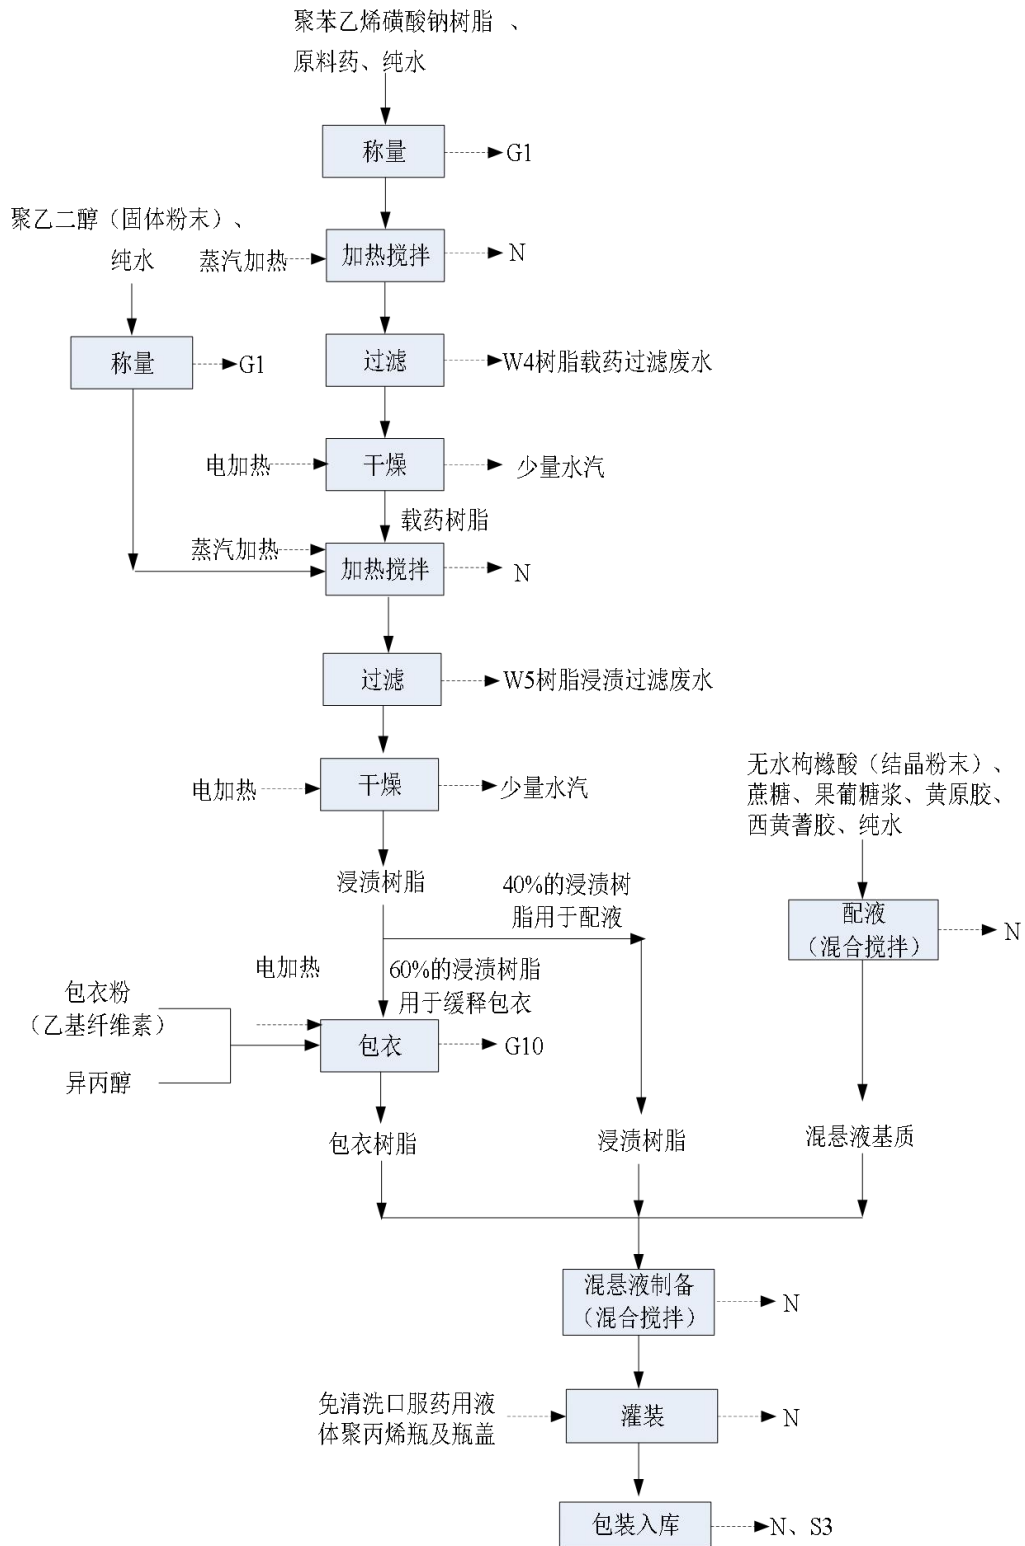 聚苯乙烯磺酸钠树脂 、
原料药、纯水
称量
G1
聚乙二醇（固体粉末）、
纯水
蒸汽加热
加热搅拌
N
称量
G1
过滤
W4树脂载药过滤废水
电加热
干燥
少量水汽
载药树脂
蒸汽加热
加热搅拌
N
过滤
W5树脂浸渍过滤废水
电加热
干燥
少量水汽
无水枸橼酸（结晶粉末）、
蔗糖、果葡糖浆、黄原胶、
西黄蓍胶、纯水
浸渍树脂
40%的浸渍树
脂用于配液
配液
（混合搅拌）
N
电加热
60%的浸渍树脂
用于缓释包衣
包衣粉
（乙基纤维素）
异丙醇
包衣
G10
包衣树脂
浸渍树脂
混悬液基质
混悬液制备
（混合搅拌）
N
免清洗口服药用液
体聚丙烯瓶及瓶盖
灌装
N
包装入库
N、S3